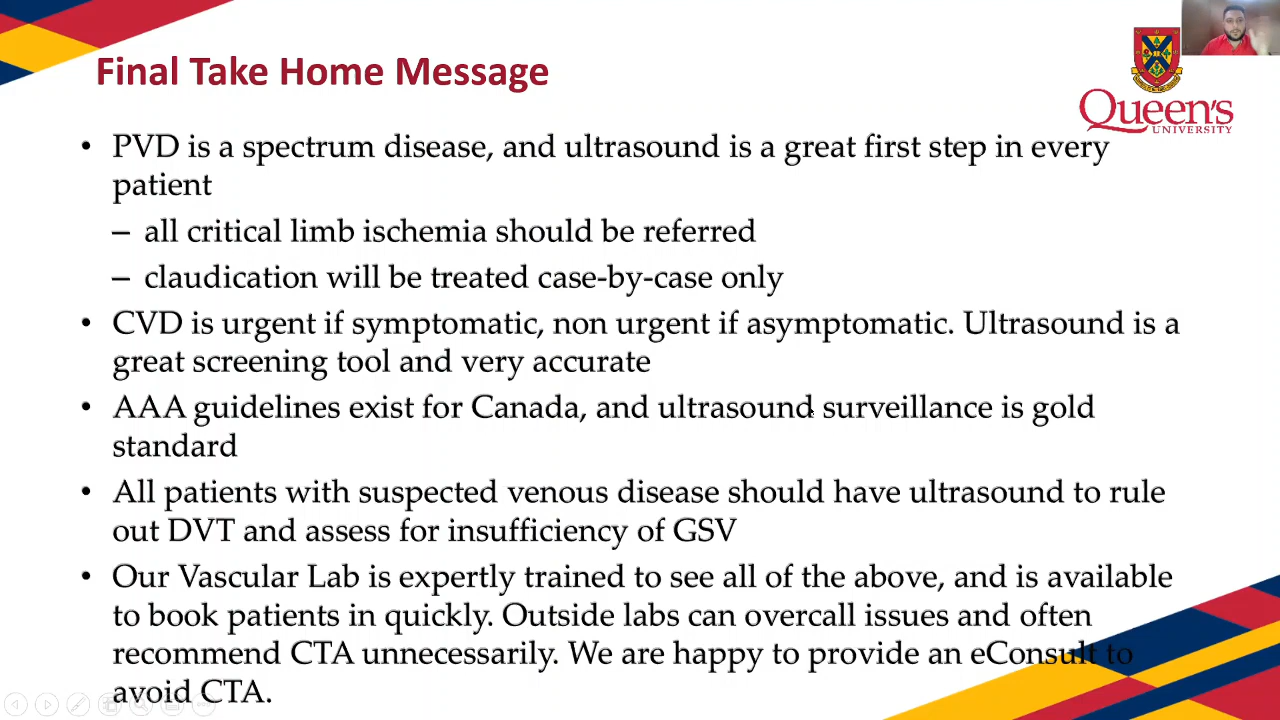 Final Take Home Message
Queen's
UNIVERSITY
• PVD is a spectrum disease, and ultrasound is a great first step in every
patient
– all critical limb ischemia should be referred
– claudication will be treated case-by-case only
• CVD is urgent if symptomatic, non urgent if asymptomatic. Ultrasound is a
great screening tool and very accurate
• AAA guidelines exist for Canada, and ultrasound surveillance is gold
standard
• All patients with suspected venous disease should have ultrasound to rule
out DVT and assess for insufficiency of GSV
• Our Vascular Lab is expertly trained to see all of the above, and is available
to book patients in quickly. Outside labs can overcall issues and often
recommend CTA unnecessarily. We are happy to provide an eConsult to
avoid CTA.